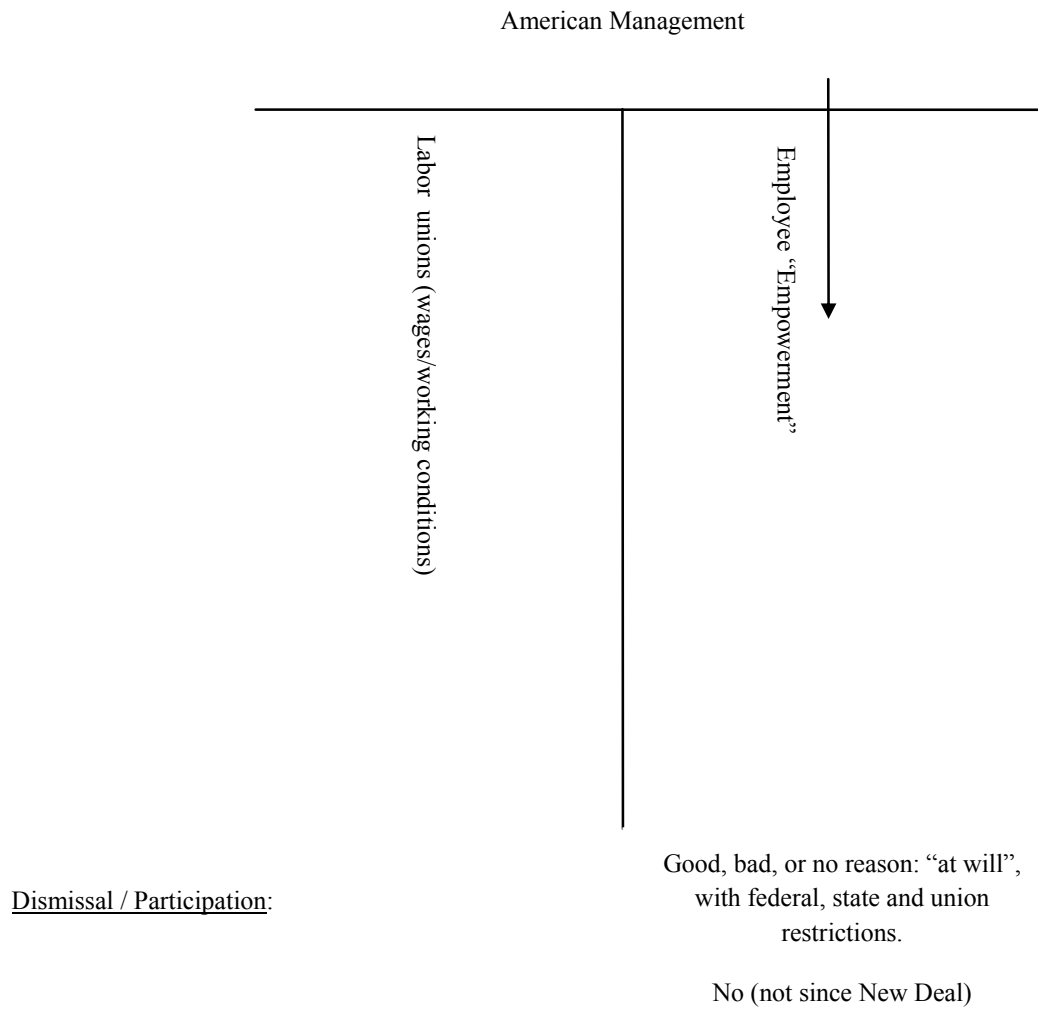 American Management
Labor unions (wages/working conditions)
Employee “Empowerment”
Dismissal / Participation:
Good, bad, or no reason: “at will”,
with federal, state and union
restrictions.
No (not since New Deal)